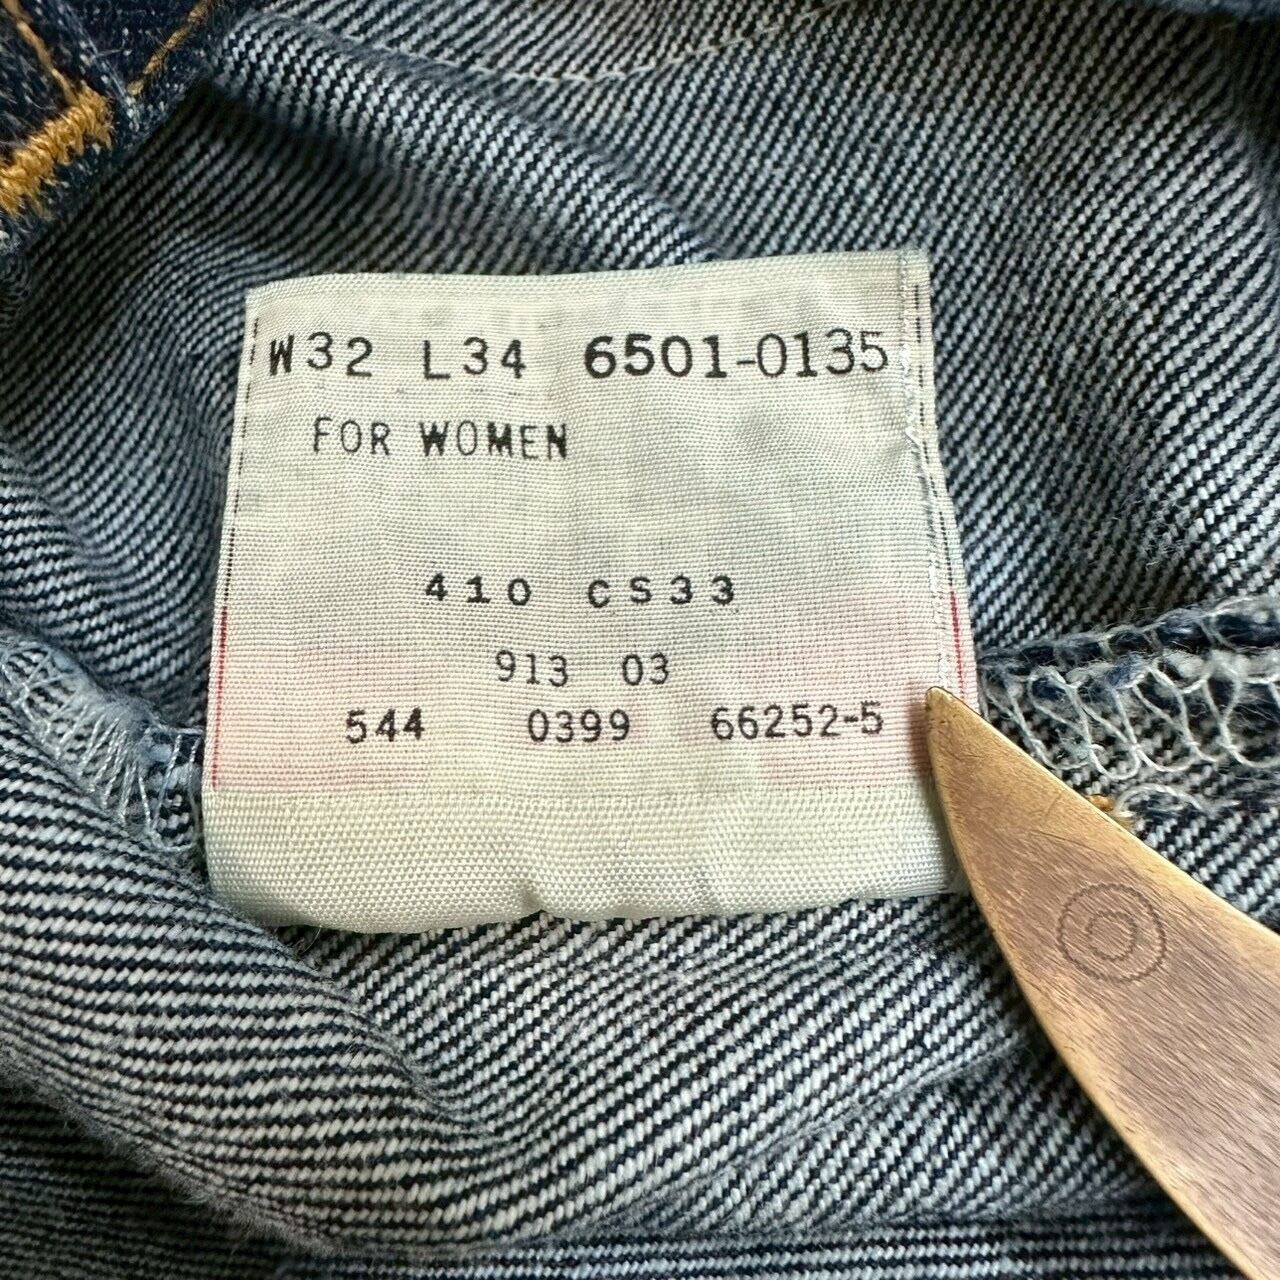 W32 L34 6501-0135
FOR WOMEN
410 CS33
913 03
544 0399 66252-5